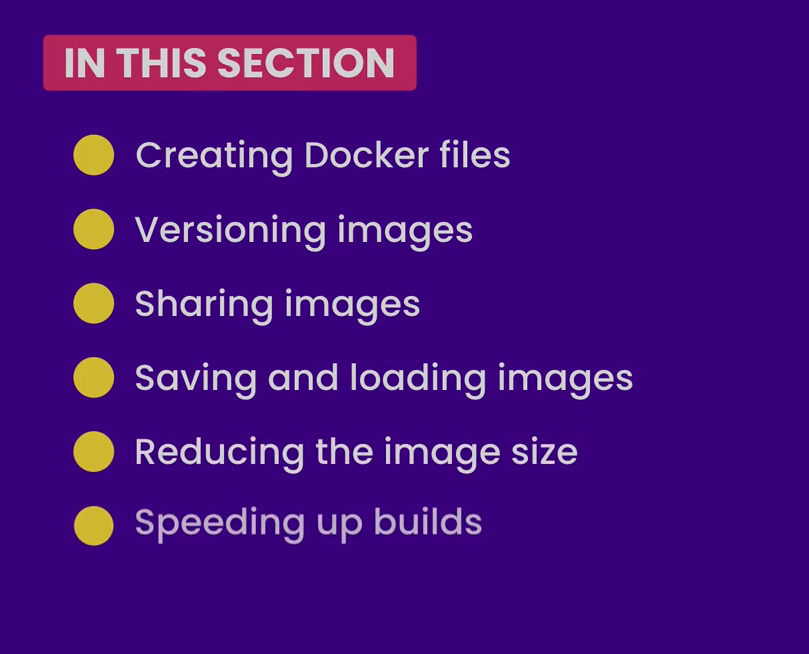 IN THIS SECTION
Creating Docker files
Versioning images
Sharing images
Saving and loading images
Reducing the image size
Speeding up builds